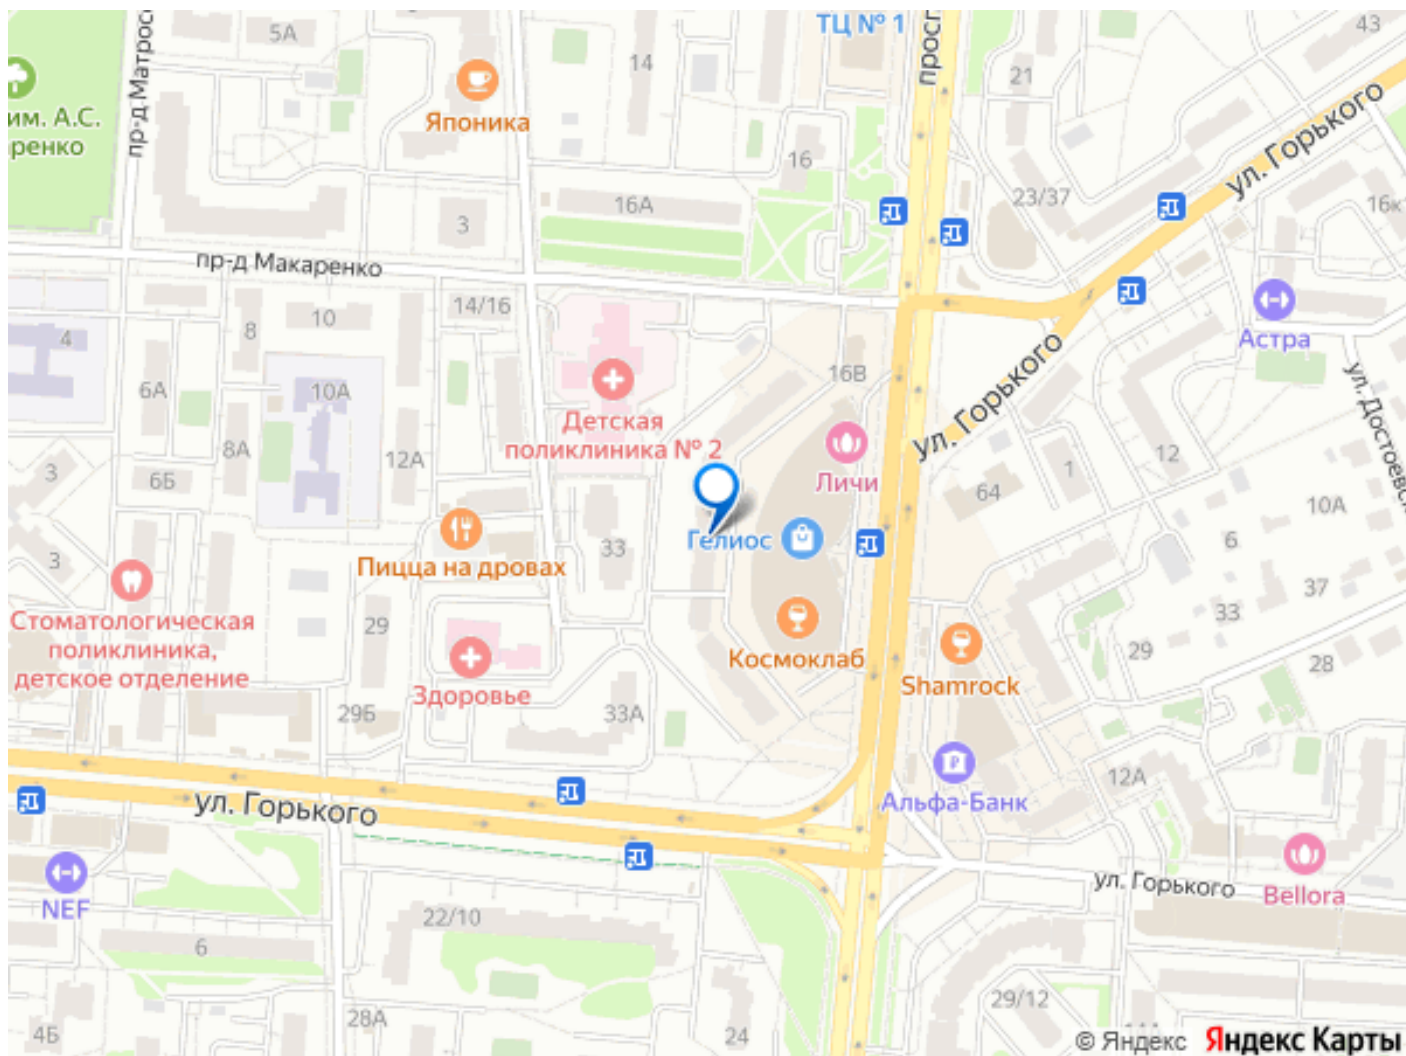 ТЦ № 1
просп
43
5А
14
21
пр-д Матрос
им. А.С.
ренко
Японика
16
ул. Горького
16А
23/37
16к
3
пр-д Макаренко
14/16
10
8
4
Астра
10А
6А
16В
ул. Горького
ул. Достоевск
Детская
поликлиника № 2
8А
12А
12
1
3
6Б
Личи
64
10А
33
Гелиос
6
3
Пицца на дровах
37
33
Стоматологическая
поликлиника,
детское отделение
29
Космоклаб
29
28
Shamrock
Здоровье
29Б
33А
12А
Альфа-Банк
ул. Горького
ул. Горького
Bellora
NEF
22/10
6
29/12
28А
4Б
24
© Яндекс Яндекс Карты